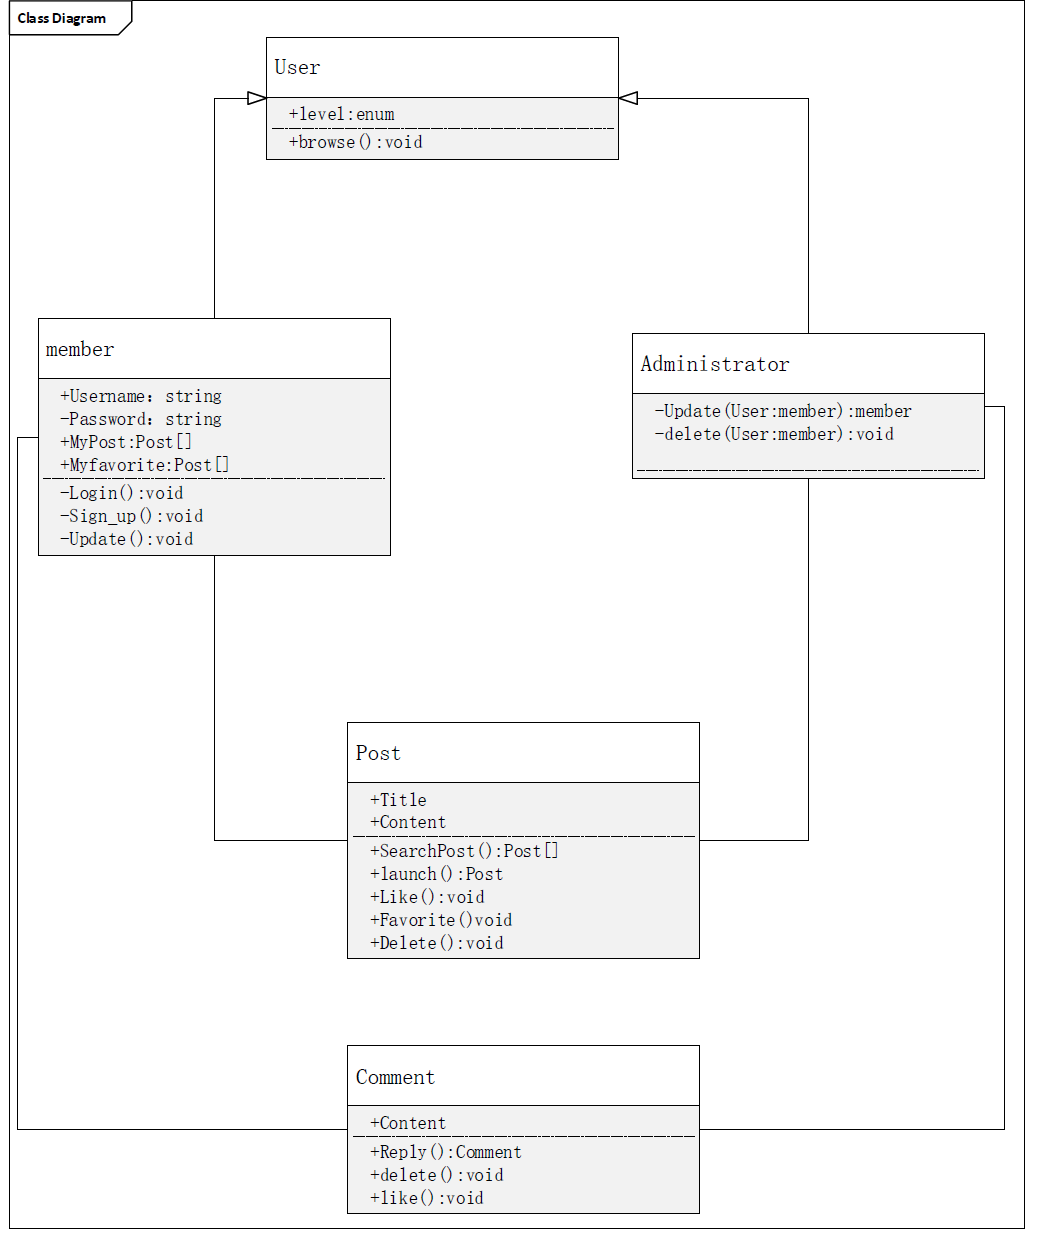 Class Diagram
User
+level:enum
+browse():void
member
+Username：string
-Password：string
+MyPost:Post[]
+Myfavorite:Post[]
-Login():void
-Sign_up():void
-Update():void
Administrator
-Update(User:member):member
-delete(User:member):void
Post
+Title
+Content
+SearchPost():Post[]
+launch():Post
+Like():void
+Favorite()void
+Delete():void
Comment
+Content
+Reply():Comment
+delete():void
+like():void